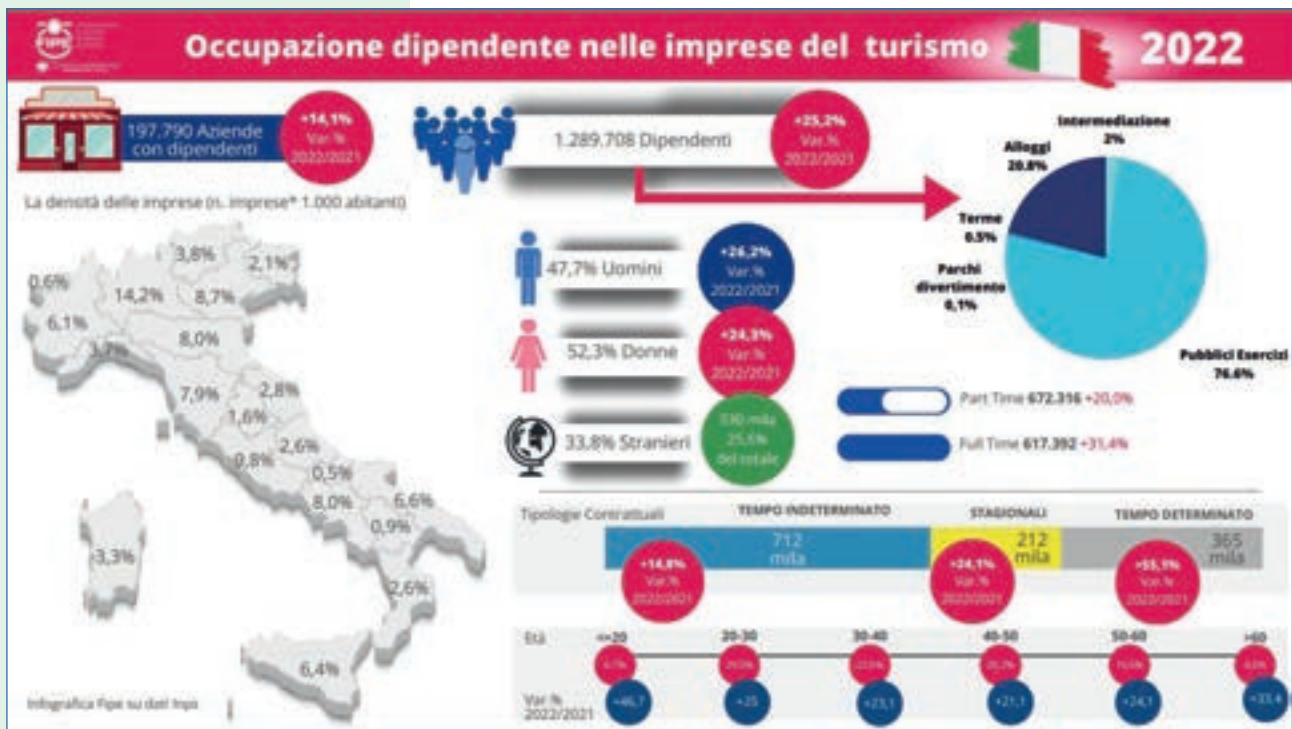 FIPE
Occupazione dipendente nelle imprese del turismo
2022
197.790 Aziende
con dipendenti
+14,1%
Var.%
2022/2021
1.289.708 Dipendenti
+25,2%
Var.%
2022/2021
Intermediazione
2%
Alloggi
20.8%
Terme
0.5%
Parchi
divertimento
0,1%
Pubblici Esercizi
76.6%
La densità delle imprese (n. imprese* 1.000 abitanti)
3,8%
2,1%
0,6%
14,2%
8,7%
6,1%
8,0%
3,7%
7,9%
2,8%
1,6%
2,6%
0,5%
8,0%
6,6%
0,9%
3,3%
2,6%
6,4%
47,7% Uomini
+26,2%
Var.%
2022/2021
52,3% Donne
+24,3%
Var.%
2022/2021
33,8% Stranieri
mila
25,6%
del totale
Part Time 672.316 +20,0%
Full Time 617.392 +31,4%
Tipologie Contrattuali
TEMPO INDETERMINATO
STAGIONALI
TEMPO DETERMINATO
712
mila
212
mila
365
mila
+14,8%
Var.%
2022/2021
+24,1%
Var.%
2022/2021
Var.%
2022/2021
Età
<=20
20-30
30-40
40-50
50-60
>60
Var %
2022/2021
+46,7
+25
+23,1
+21,1
+24,1
+33,4
Infografica Fipe su dati Inps